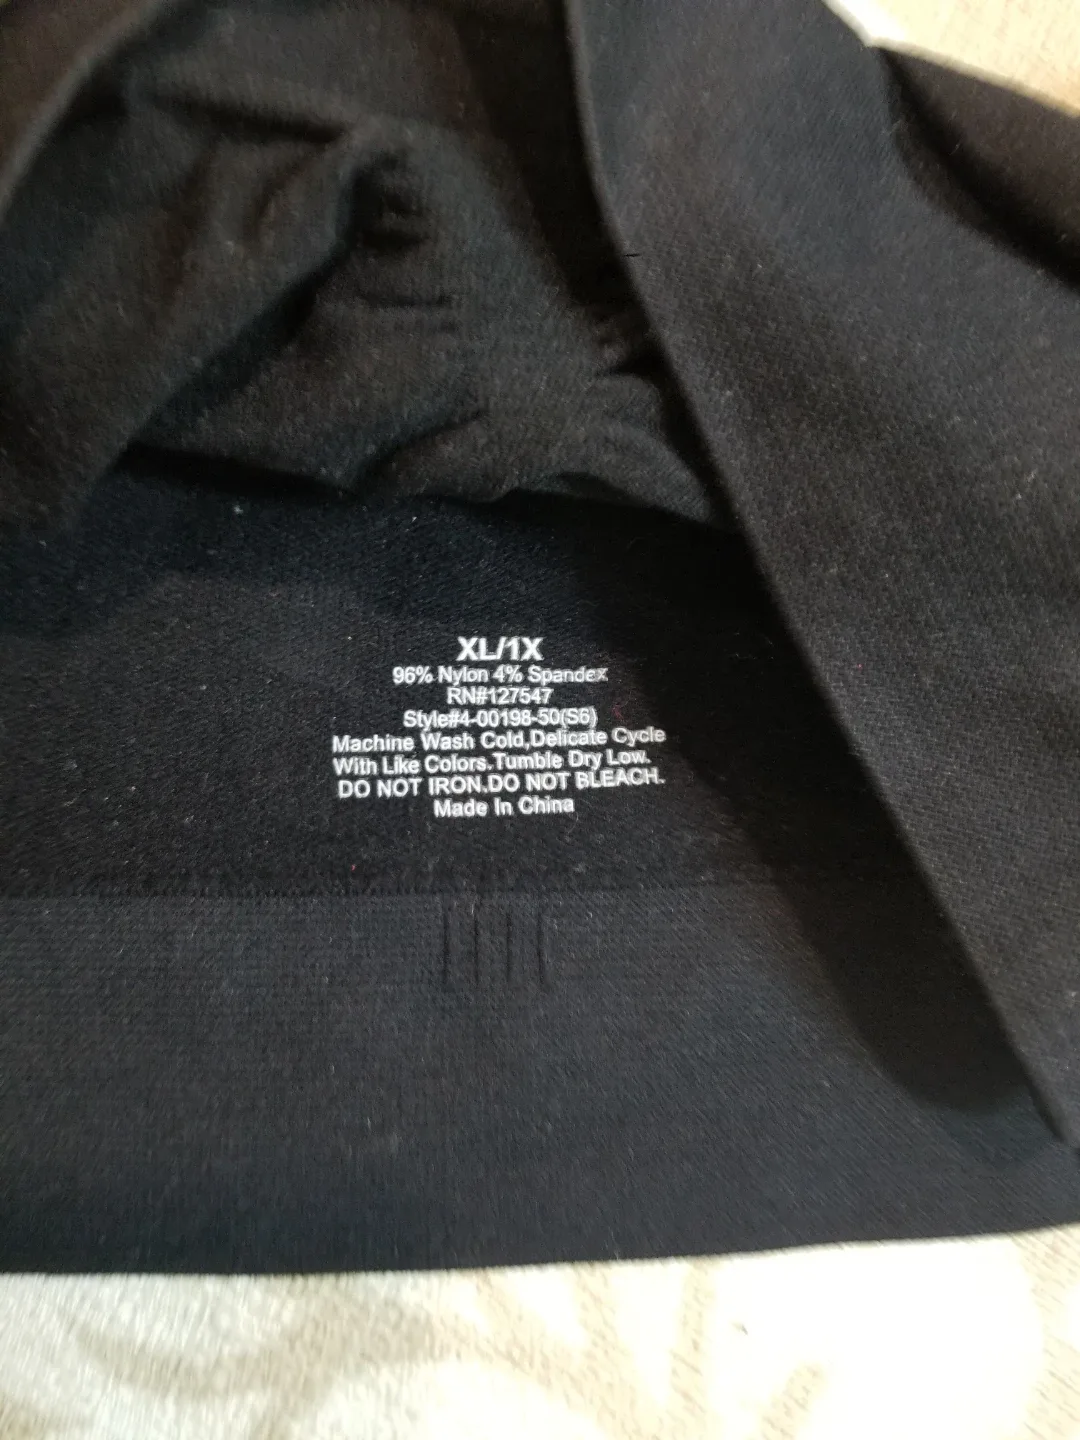 XL/1X
96% Nylon 4% Spandex
RN#127547
Style#4-00198-50(S6)
Machine Wash Cold,Delicate Cycle
With Like Colors.Tumble Dry Low.
DO NOT IRON.DO NOT BLEACH.
Made In China